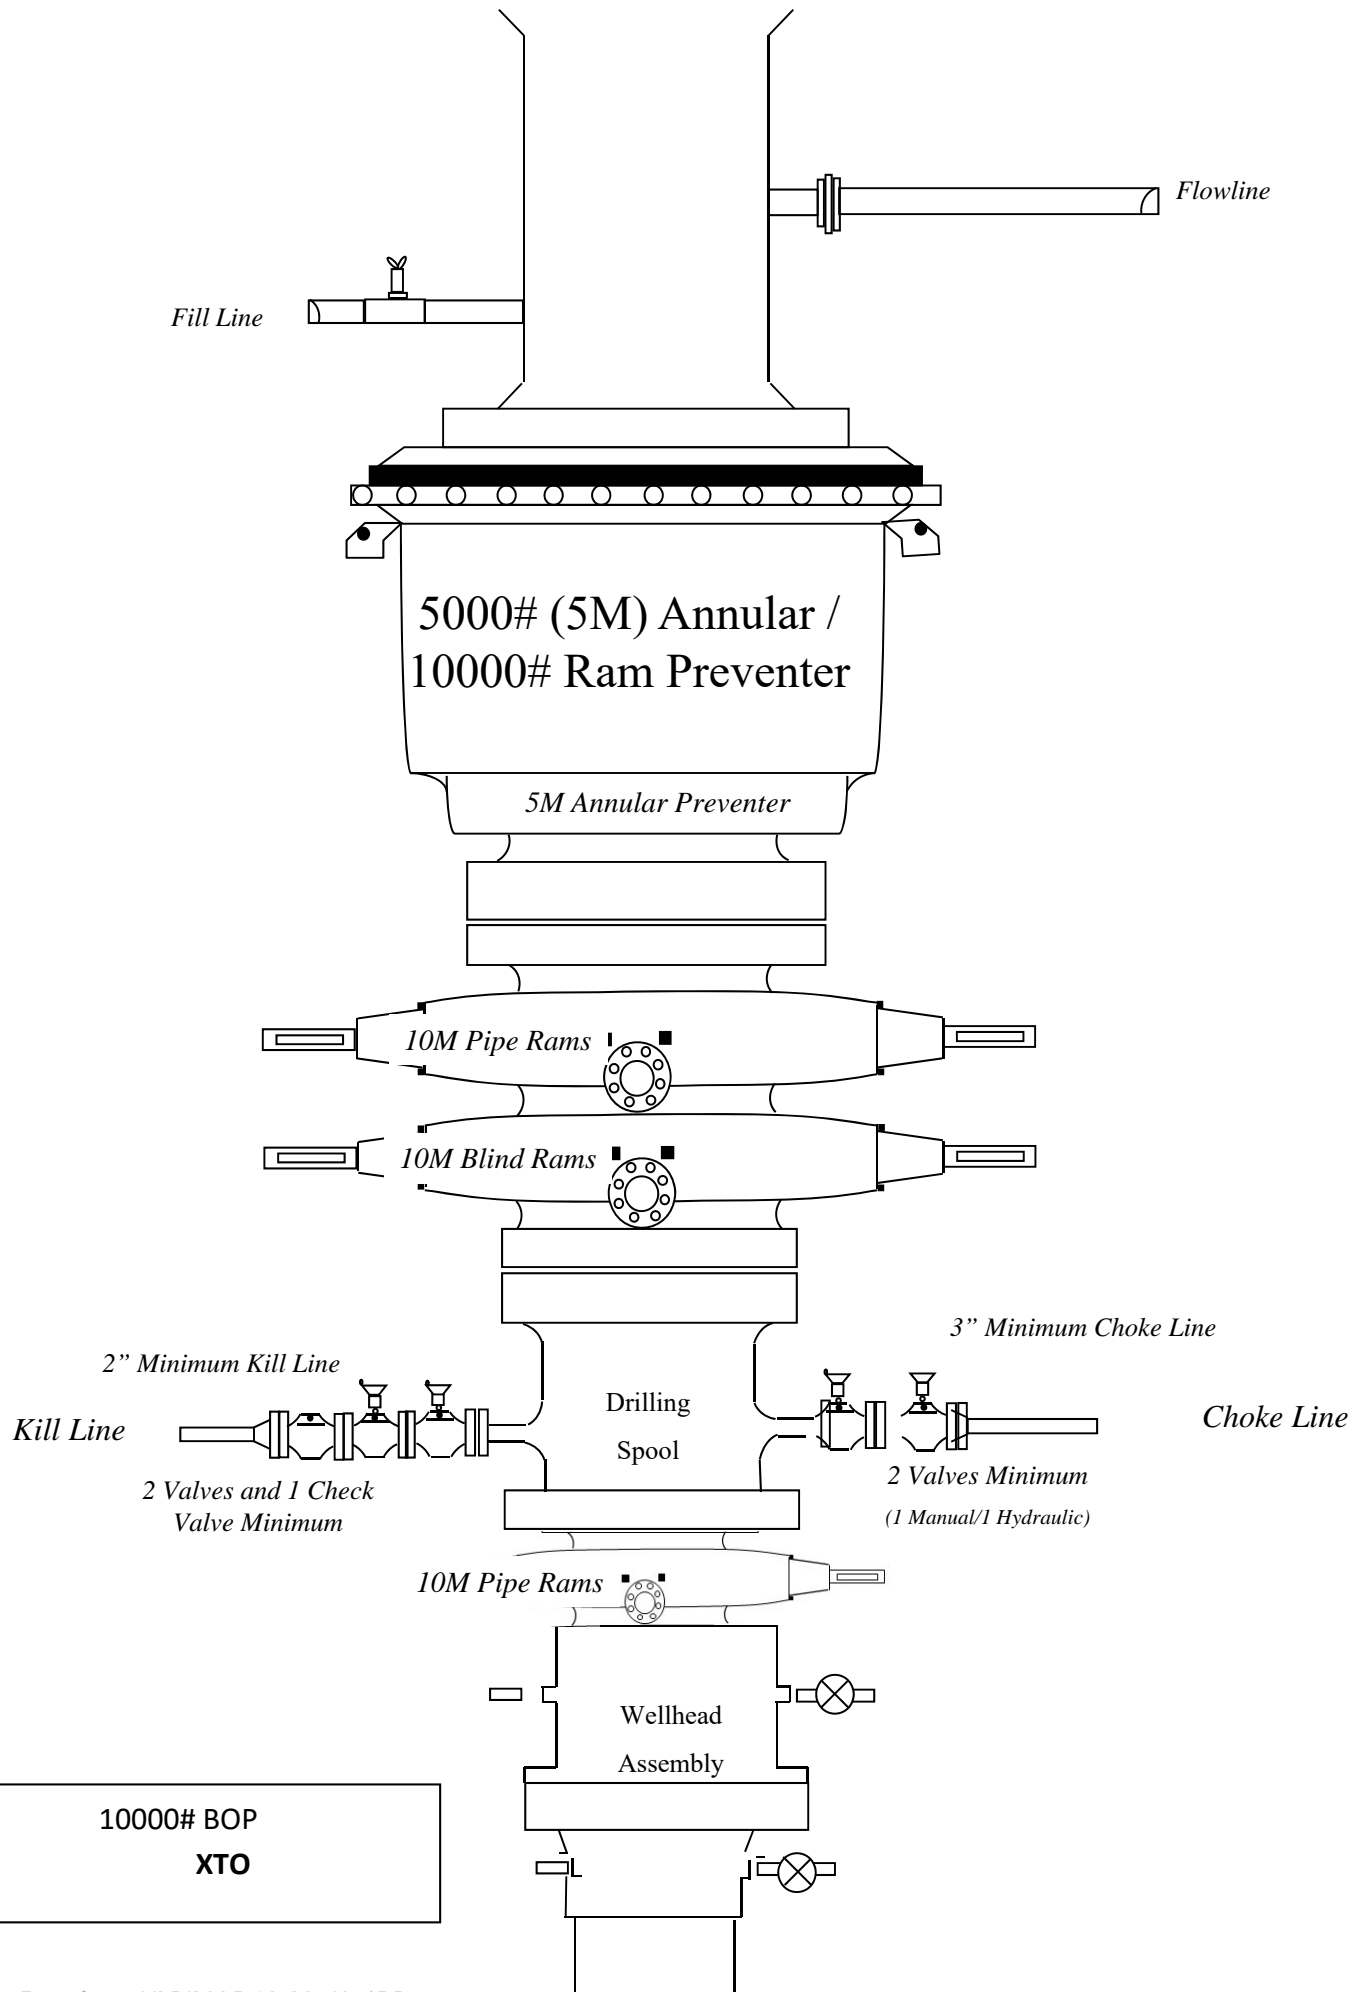 Flowline
Fill Line
5000# (5M) Annular /
10000# Ram Preventer
5M Annular Preventer
10M Pipe Rams
10M Blind Rams
3” Minimum Choke Line
2” Minimum Kill Line
Drilling
Spool
Kill Line
Choke Line
2 Valves and 1 Check
Valve Minimum
2 Valves Minimum
(1 Manual/1 Hydraulic)
10M Pipe Rams
Wellhead
Assembly
10000# BOP
XTO